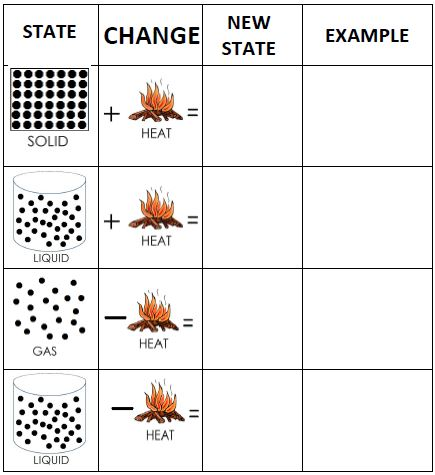 STATE CHANGE NEW STATE EXAMPLE
+ =
HEAT
SOLID
+ =
HEAT
LIQUID
− =
HEAT
GAS
− =
HEAT
LIQUID